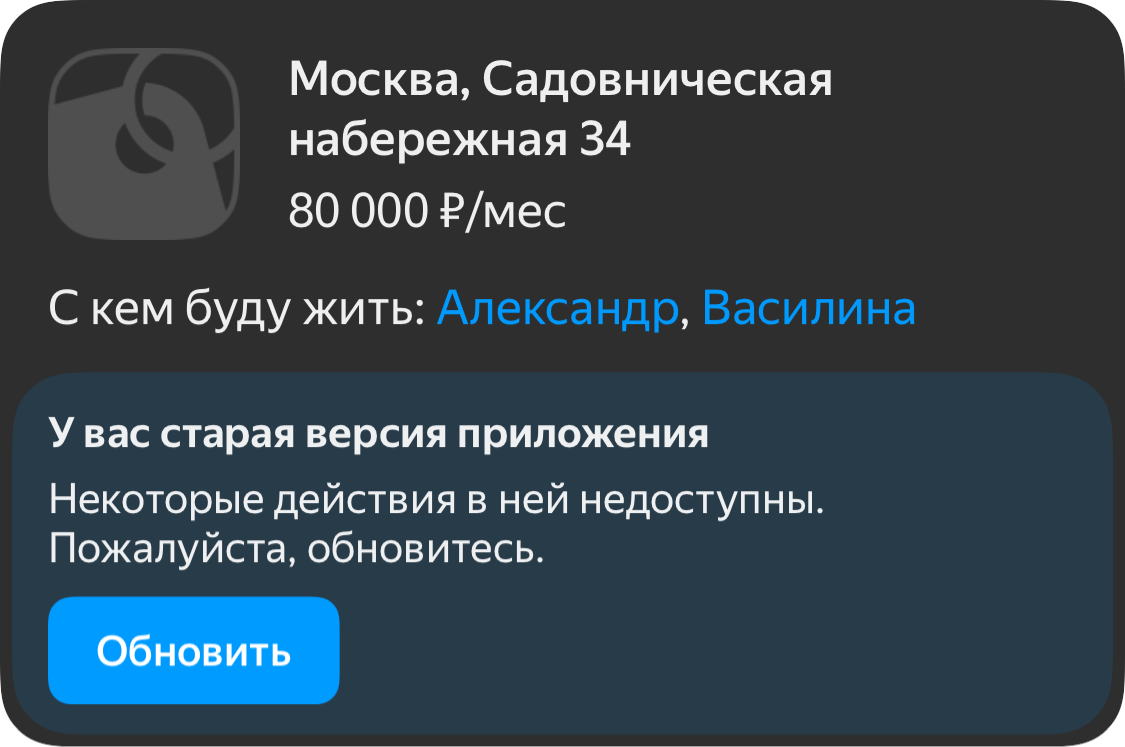 Москва, Садовническая
набережная 34
80 000 ₽/мес
С кем буду жить: Александр, Василина
У вас старая версия приложения
Некоторые действия в ней недоступны.
Пожалуйста, обновитесь.
Обновить